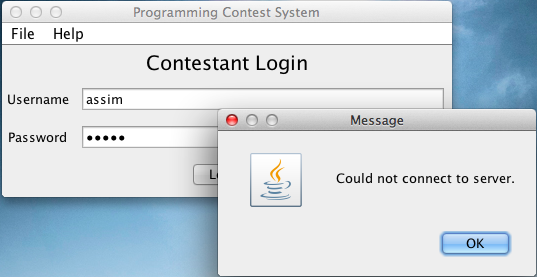 Programming Contest System
File Help
Contestant Login
Username assim
Password •••••
Message
Could not connect to server.
OK